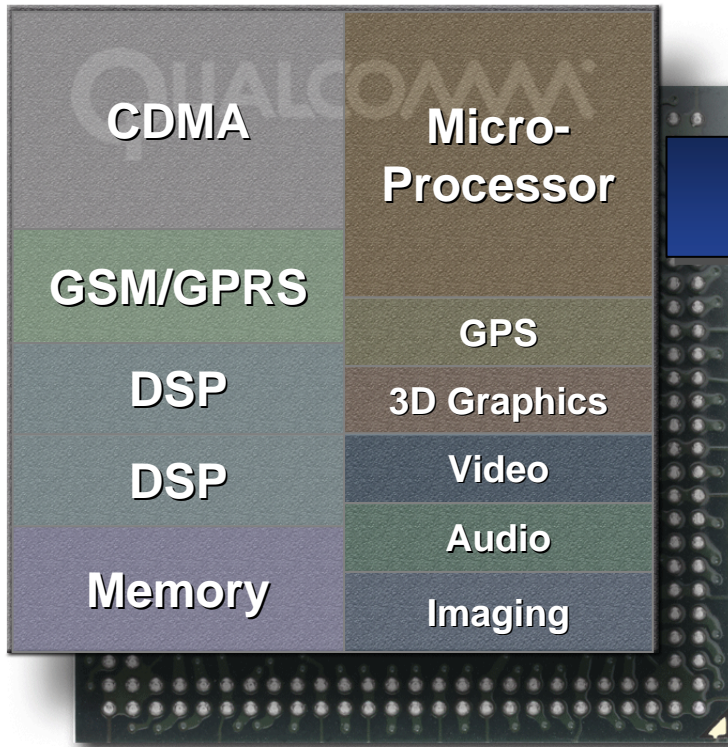 QUALCOMM
CDMA
GSM/GPRS
DSP
DSP
Memory
Micro-
Processor
GPS
3D Graphics
Video
Audio
Imaging